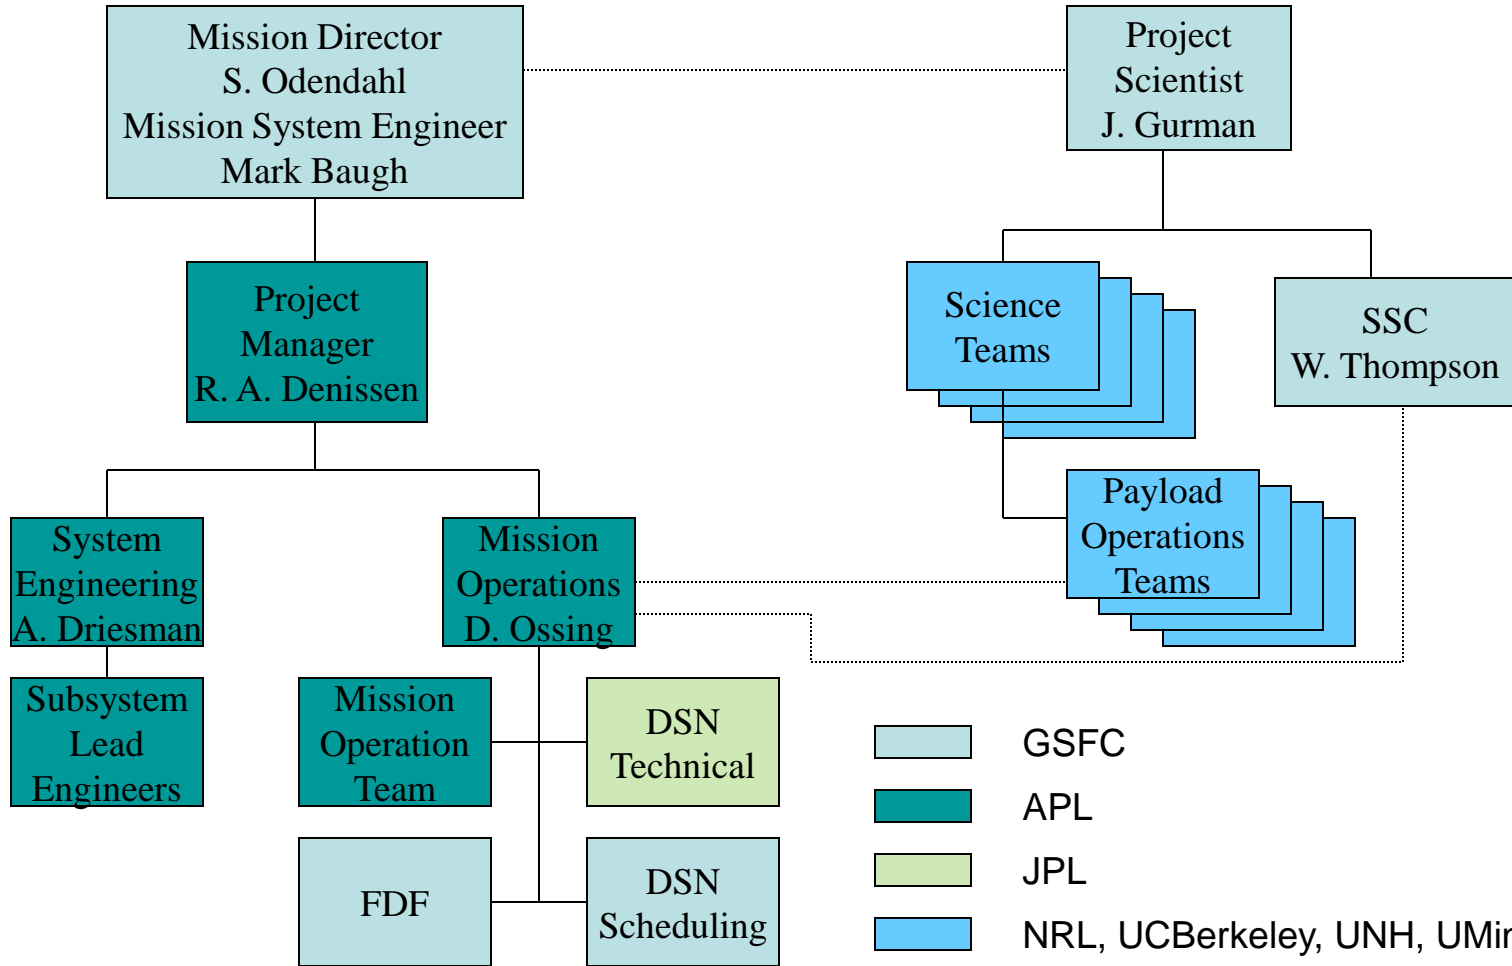 Mission Director
S. Odendahl
Mission System Engineer
Mark Baugh
Project
Scientist
J. Gurman
Project
Manager
R. A. Denissen
Science
Teams
SSC
W. Thompson
System
Engineering
A. Driesman
Mission
Operations
D. Ossing
Payload
Operations
Teams
Subsystem
Lead
Engineers
Mission
Operation
Team
DSN
Technical
FDF
DSN
Scheduling
GSFC
APL
JPL
NRL, UCBerkeley, UNH,